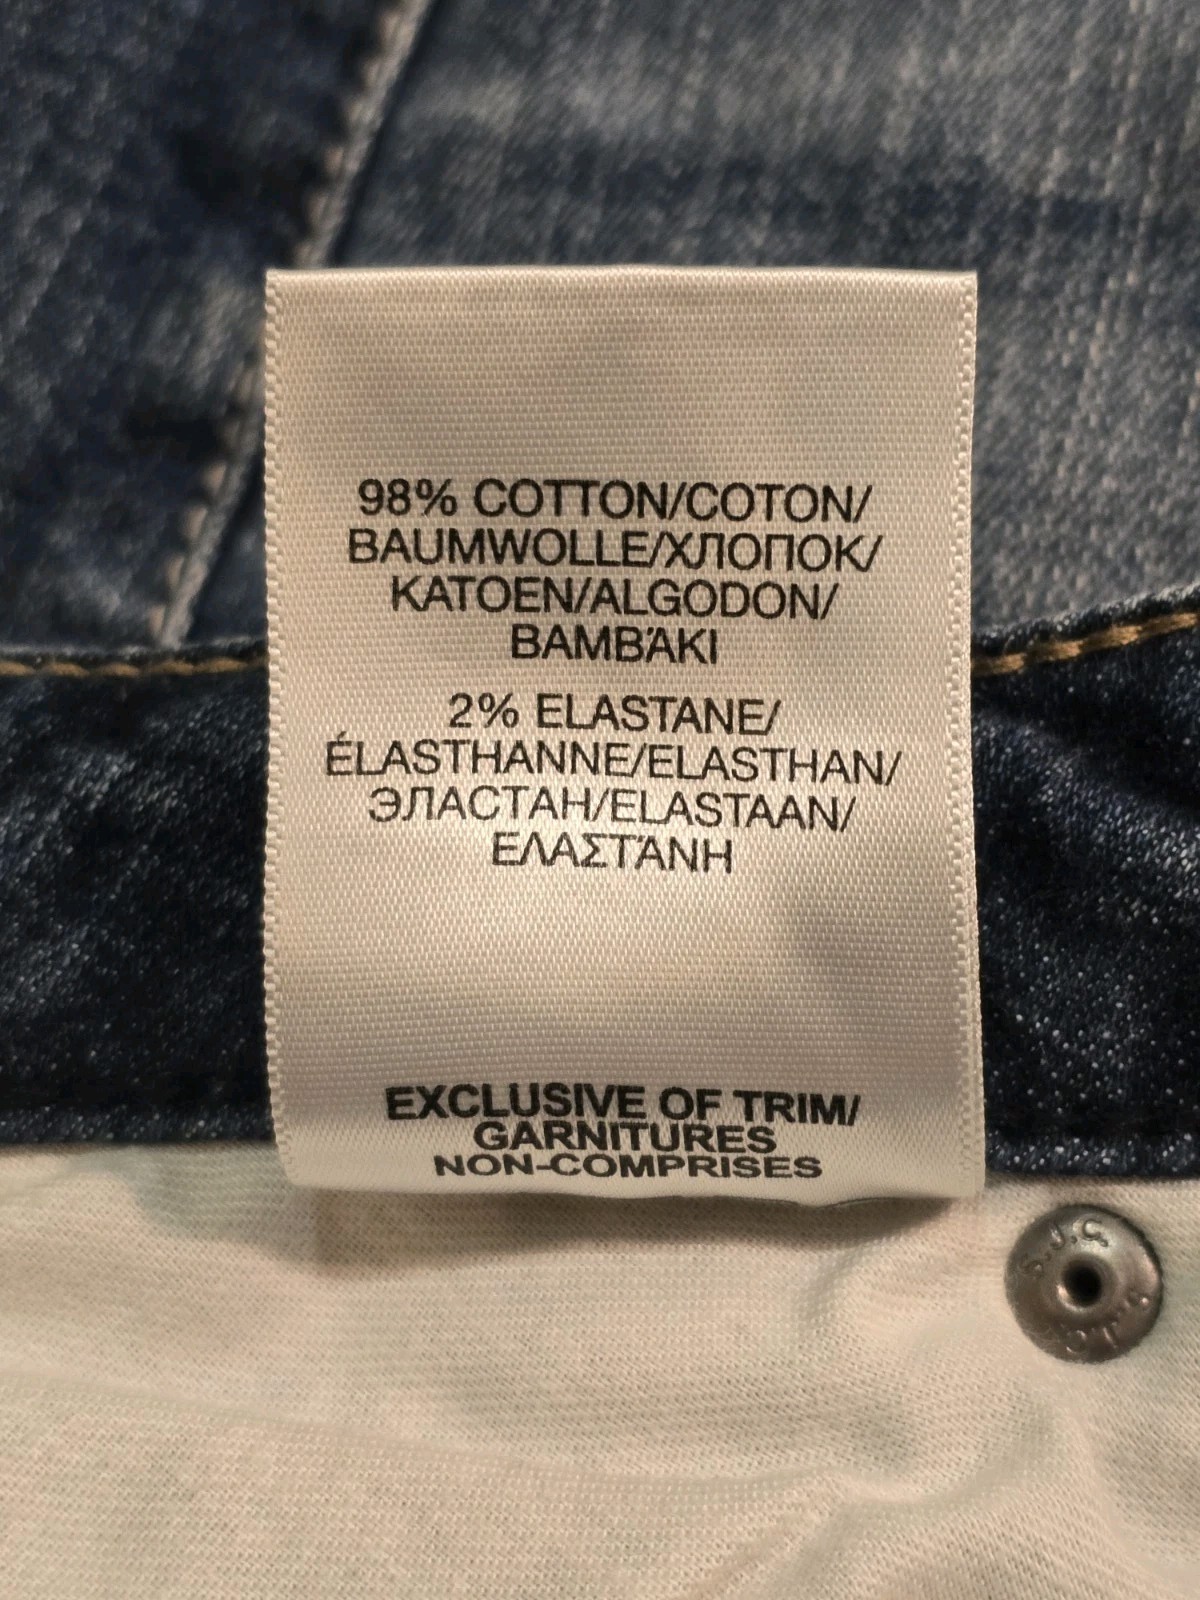 98% COTTON/COTON/
BAUMWOLLE/ХЛОПОК/
KATOEN/ALGODON/
ΒΑΜΒΆΚΙ
2% ELASTANE/
ÉLASTHANNE/ELASTHAN/
ЭЛАСТАН/ELASTAAN/
ΕΛΑΣΤΆΝΗ
EXCLUSIVE OF TRIM/
GARNITURES
NON-COMPRISES